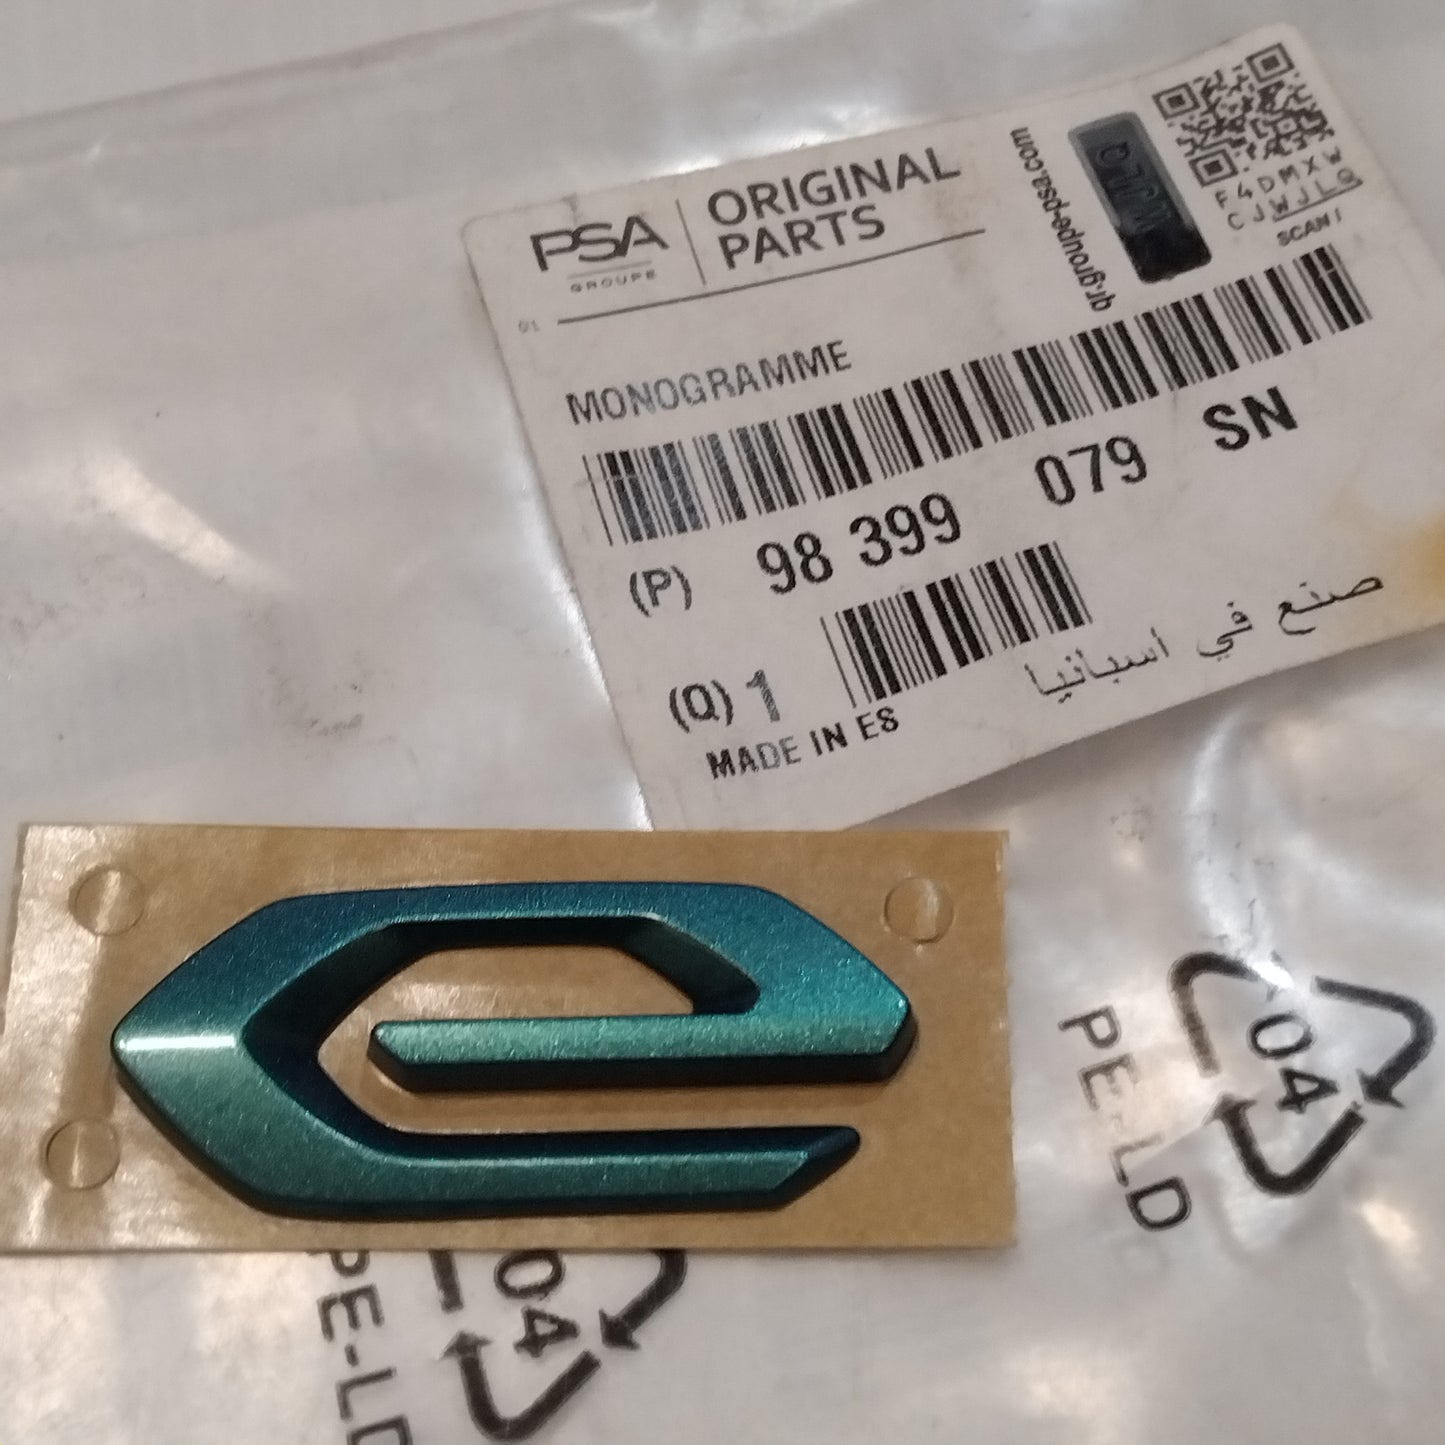 PSA
GROUPE
ORIGINAL
PARTS
qr.groupe-psa.com
F4DMXW
CJWJLQ
SCAN!
01
MONOGRAMME
(P) 98 399 079 SN
(Q) 1
MADE IN ES
صنع في اسبانيا
e
04
PE-LD
04
PE-LD